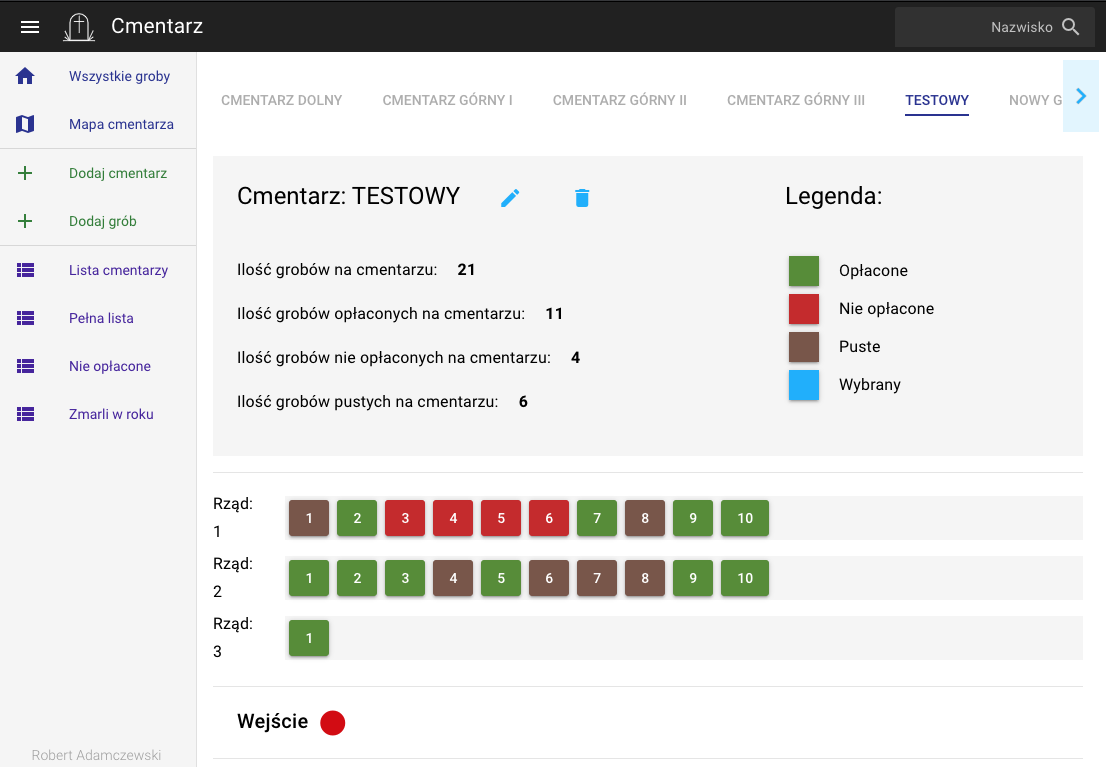 Cmentarz
Nazwisko
Wszystkie groby
Mapa cmentarza
Dodaj cmentarz
Dodaj grób
Lista cmentarzy
Pełna lista
Nie opłacone
Zmarli w roku
Robert Adamczewski
CMENTARZ DOLNY CMENTARZ GÓRNY I CMENTARZ GÓRNY II CMENTARZ GÓRNY III TESTOWY NOWY G
Cmentarz: TESTOWY
Ilość grobów na cmentarzu: 21
Ilość grobów opłaconych na cmentarzu: 11
Ilość grobów nie opłaconych na cmentarzu: 4
Ilość grobów pustych na cmentarzu: 6
Legenda:
Opłacone
Nie opłacone
Puste
Wybrany
Rząd:
1
1 2 3 4 5 6 7 8 9 10
Rząd:
2
1 2 3 4 5 6 7 8 9 10
Rząd:
3
1
Wejście